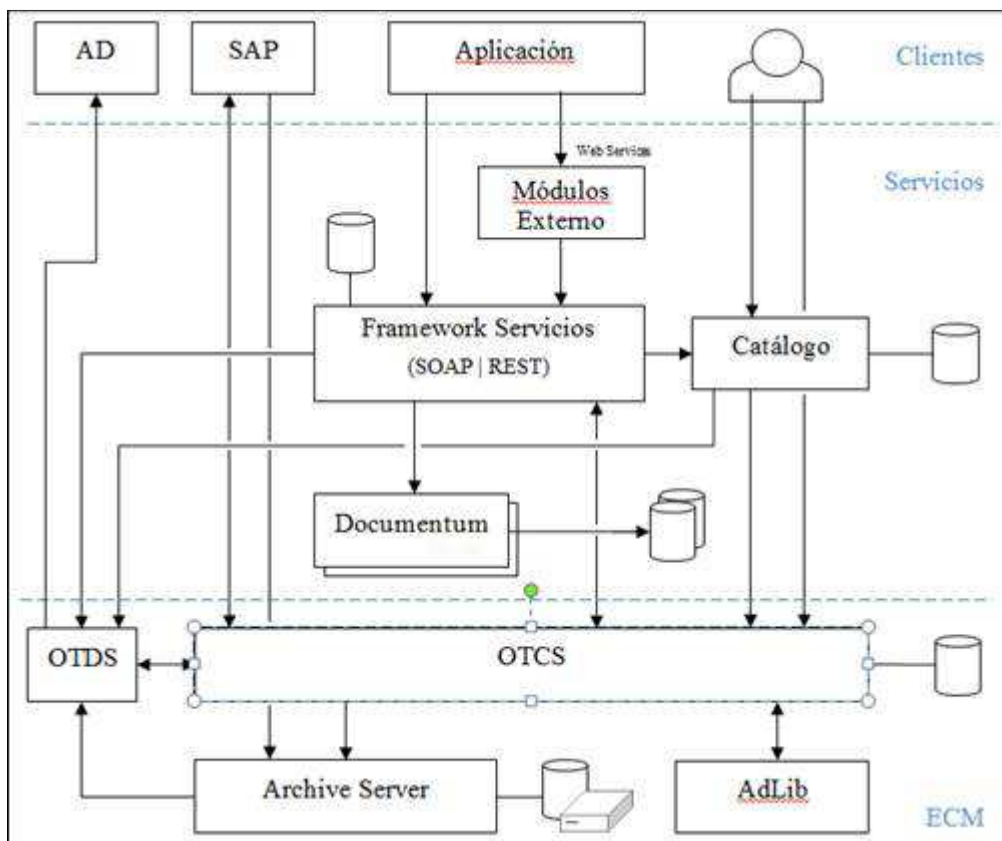 AD
SAP
Aplicación
Clientes
Web Services
Servicios
Módulos
Externo
Framework Servicios
(SOAP | REST)
Catálogo
Documentum
OTDS
OTCS
Archive Server
AdLib
ECM